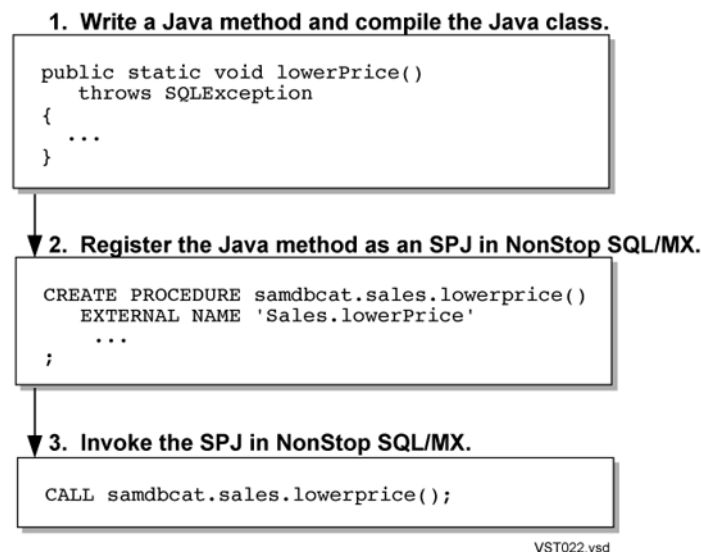 1. Write a Java method and compile the Java class.
public static void lowerPrice()
throws SQLException
{
...
}
2. Register the Java method as an SPJ in NonStop SQL/MX.
CREATE PROCEDURE samdbcat.sales.lowerprice()
EXTERNAL NAME 'Sales.lowerPrice'
...
;
3. Invoke the SPJ in NonStop SQL/MX.
CALL samdbcat.sales.lowerprice();
VST022.vsd